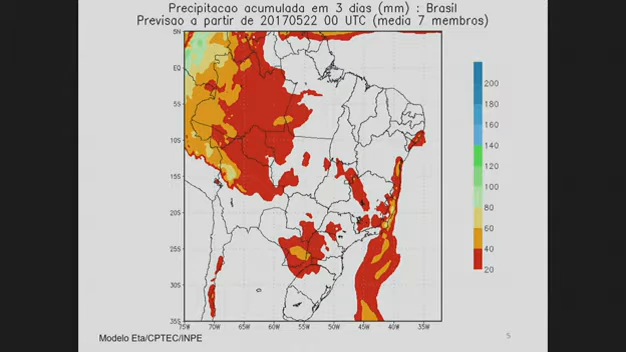 Precipitacao acumulada em 3 dias (mm) : Brasil
Previsao a partir de 20170522 00 UTC (media 7 membros)
5N
EQ
5S
10S
15S
20S
25S
30S
35S
75W 70W 65W 60W 55W 50W 45W 40W 35W
200
180
160
140
120
100
80
60
40
20
Modelo Eta/CPTEC/INPE
5